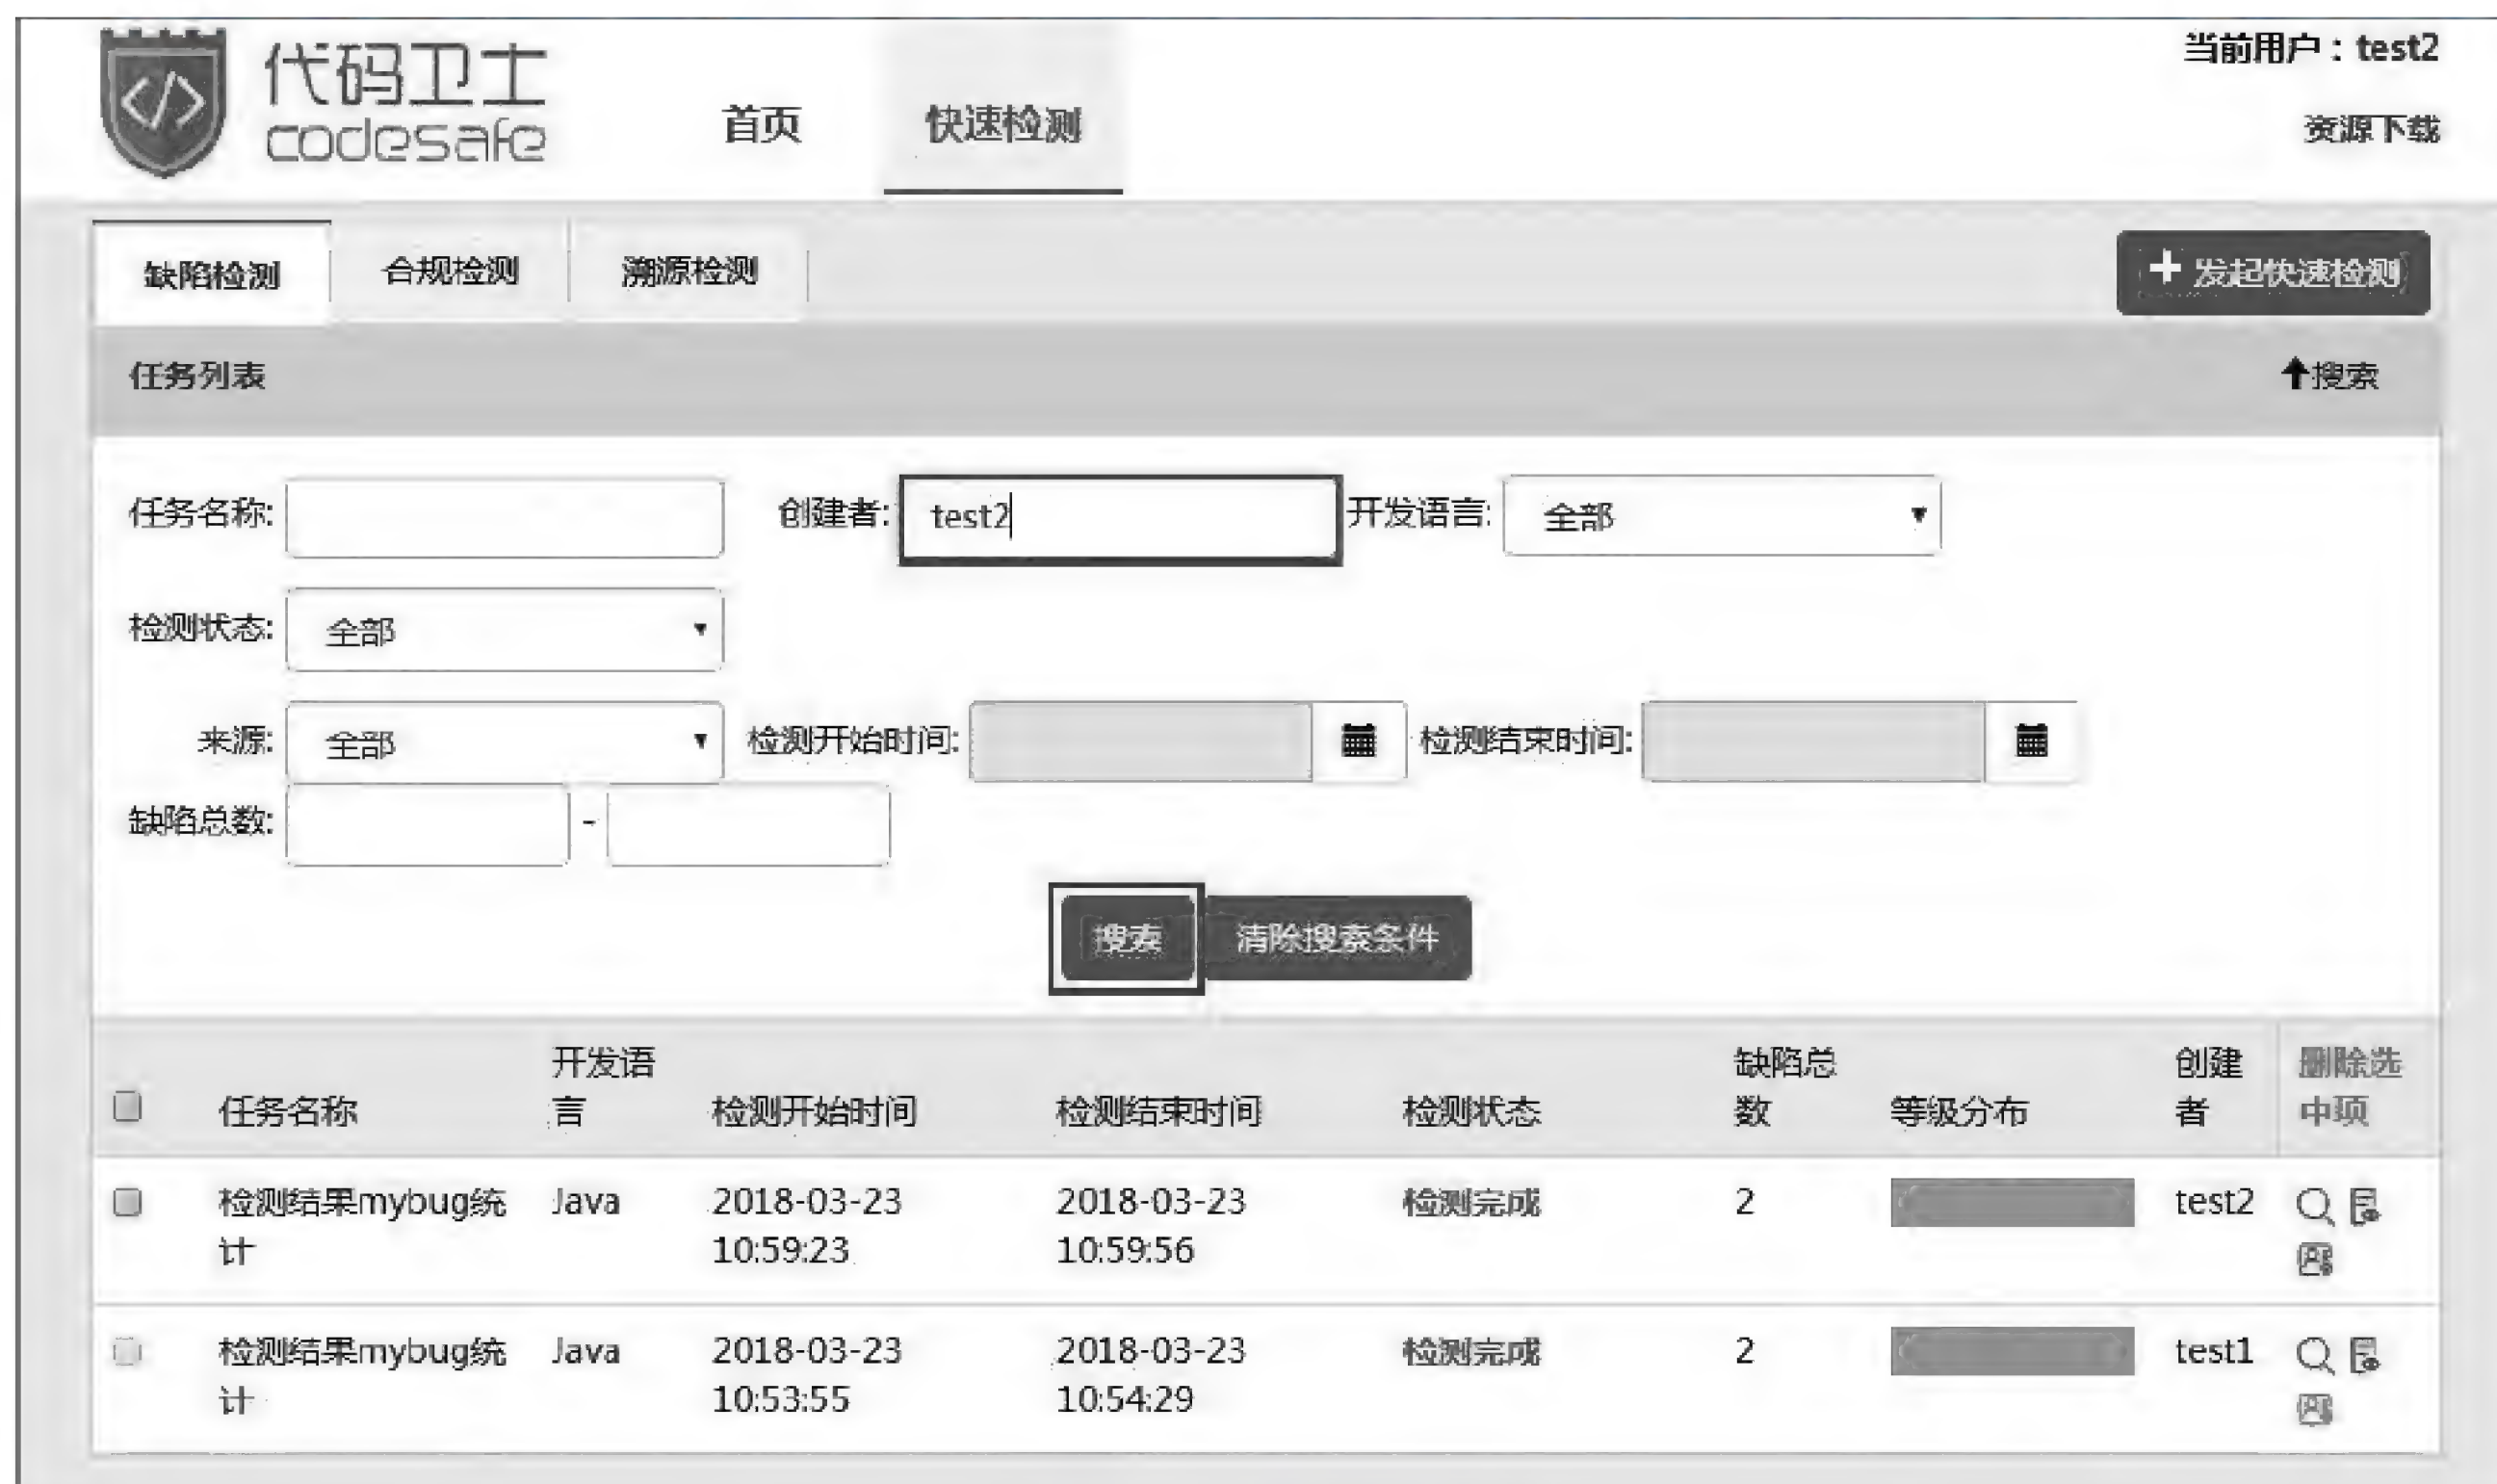 当前用户：test2
代码卫士
codesafe
首页 快速检测 资源下载
缺陷检测 合规检测 溯源检测 发起快速检测
任务列表 搜索
任务名称: 创建者: test2 开发语言: 全部
检测状态: 全部
来源: 全部 检测开始时间: 检测结束时间:
缺陷总数: -
搜索 清除搜索条件
任务名称 开发语言 检测开始时间 检测结束时间 检测状态 缺陷总数 等级分布 创建者 删除选中项
检测结果mybug统计 Java 2018-03-23 10:59:23 2018-03-23 10:59:56 检测完成 2 test2
检测结果mybug统计 Java 2018-03-23 10:53:55 2018-03-23 10:54:29 检测完成 2 test1